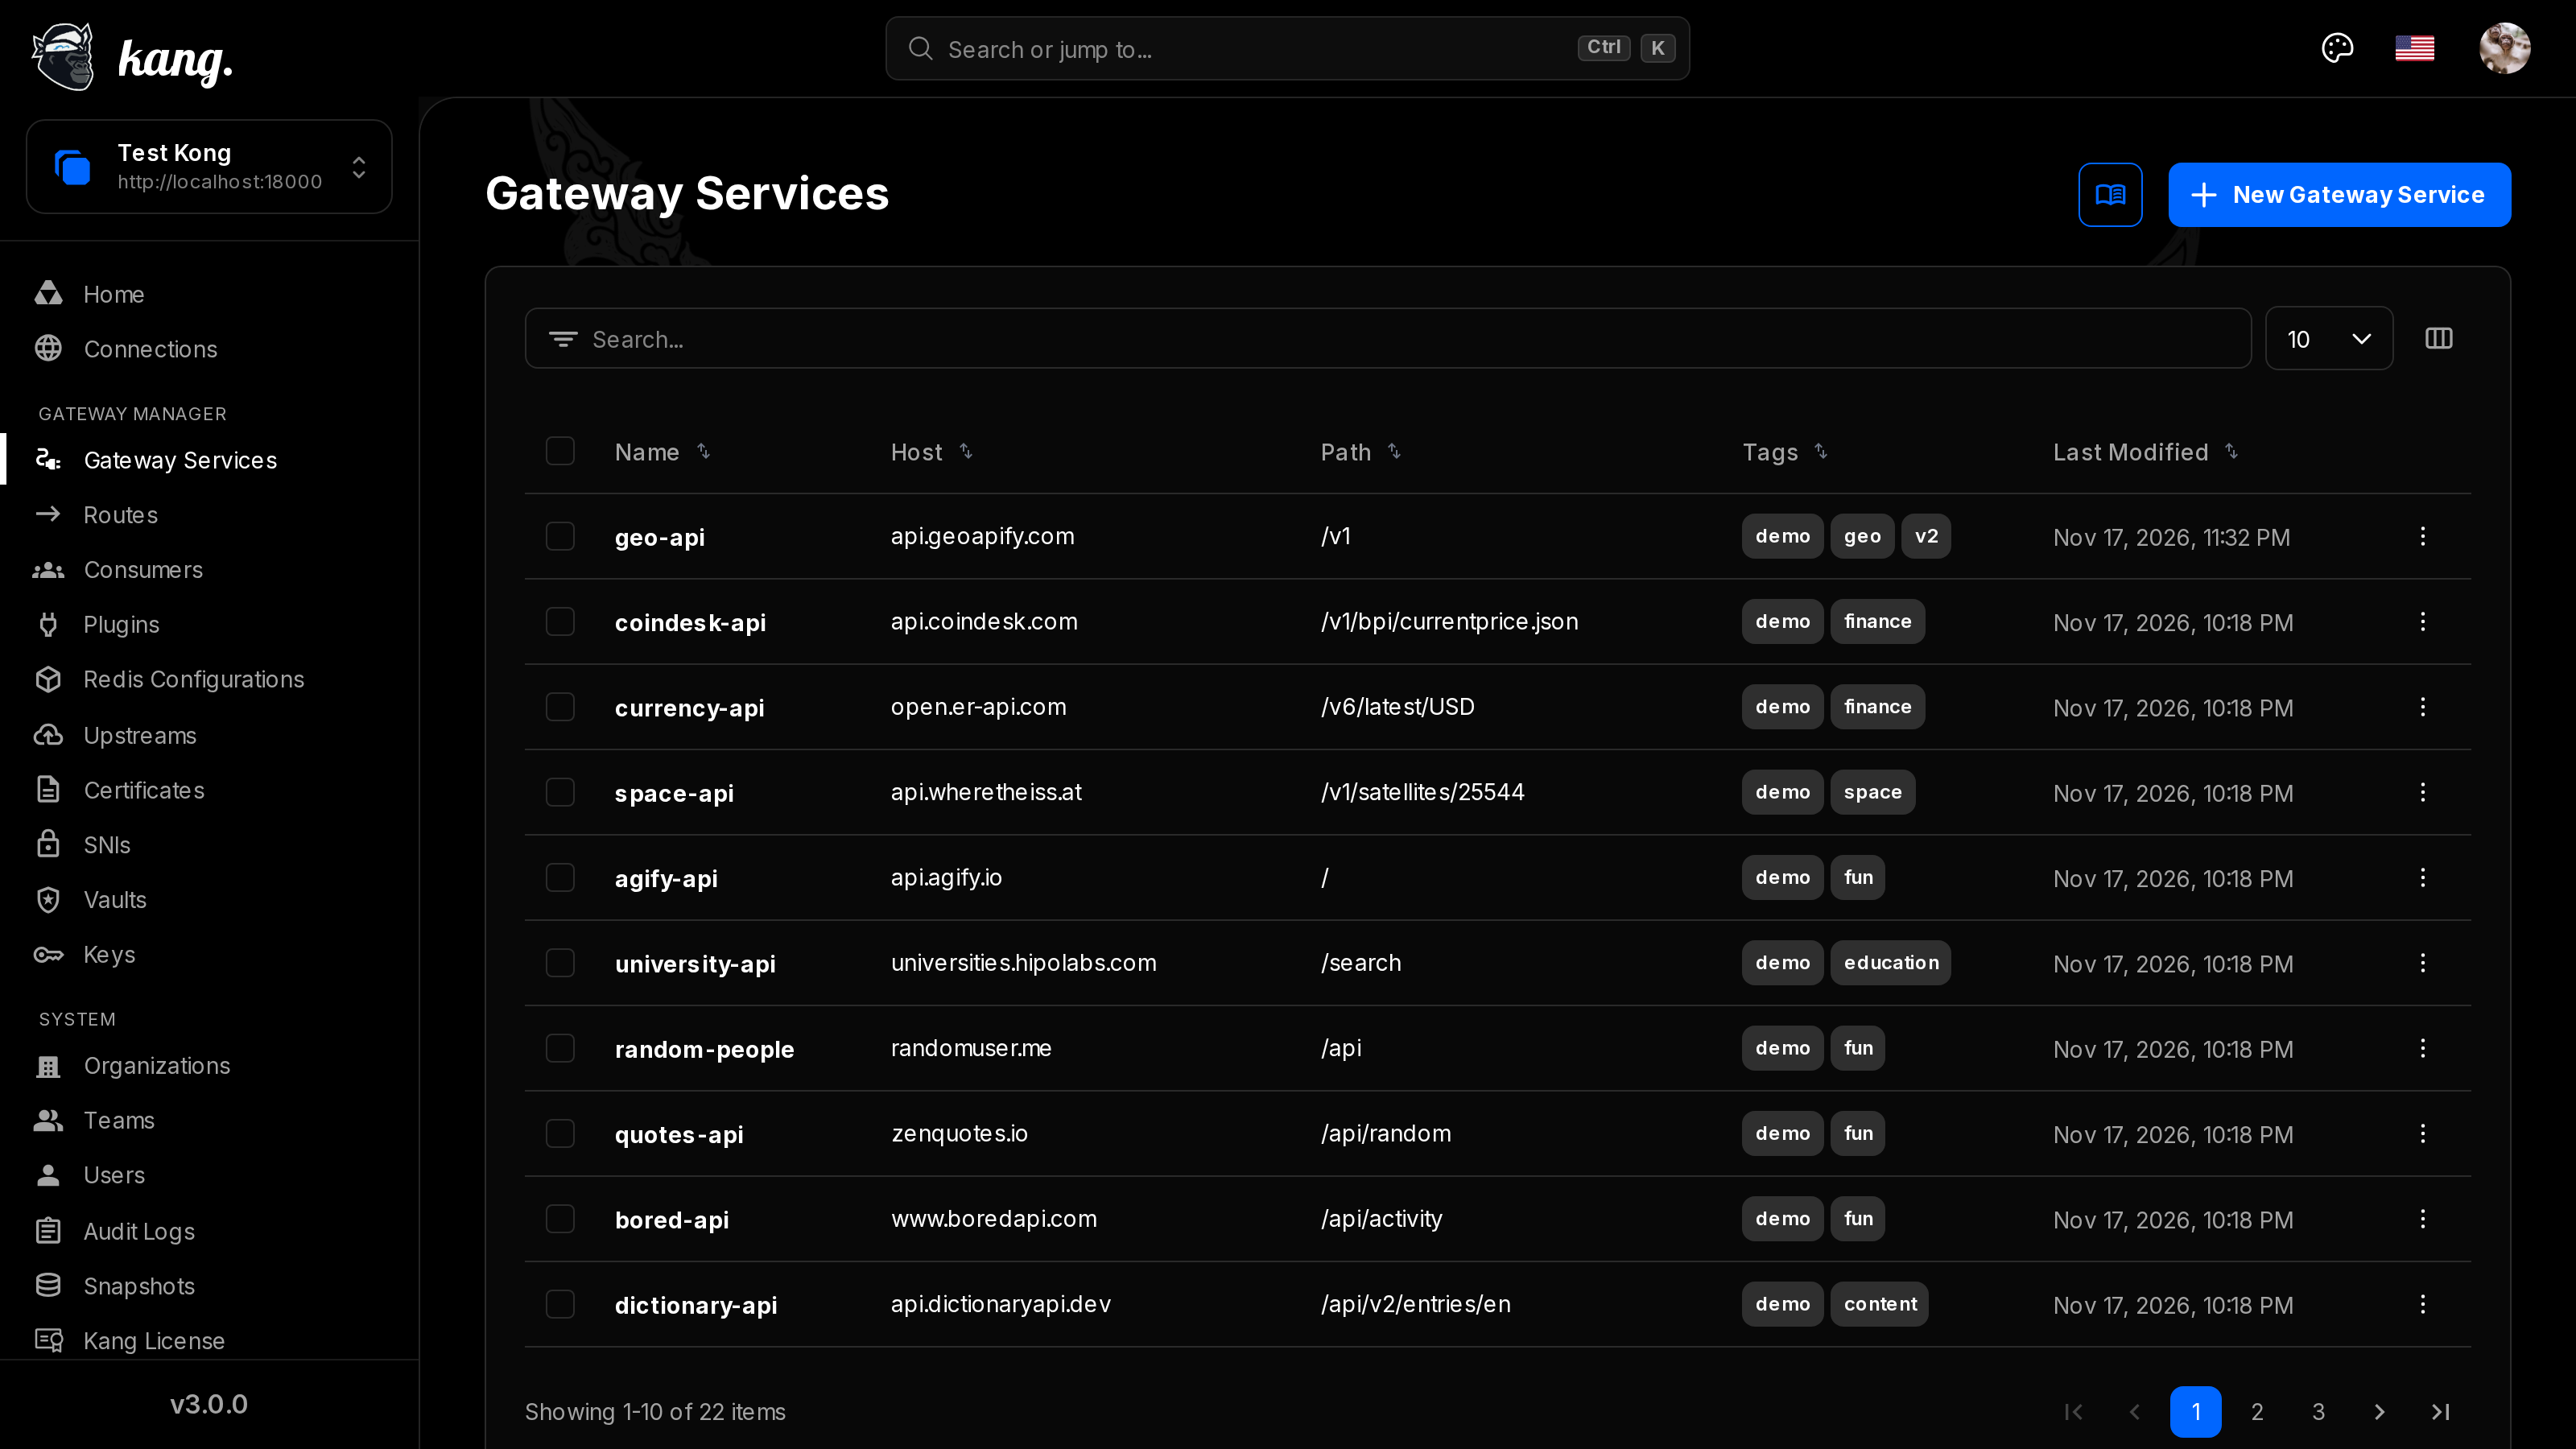 kang.
Search or jump to...
Ctrl K
Test Kong
http://localhost:18000
Home
Connections
GATEWAY MANAGER
Gateway Services
Routes
Consumers
Plugins
Redis Configurations
Upstreams
Certificates
SNIs
Vaults
Keys
SYSTEM
Organizations
Teams
Users
Audit Logs
Snapshots
Kang License
v3.0.0
Gateway Services
New Gateway Service
Search...
10
Name Host Path Tags Last Modified
geo-api api.geoapify.com /v1 demo geo v2 Nov 17, 2026, 11:32 PM
coindesk-api api.coindesk.com /v1/bpi/currentprice.json demo finance Nov 17, 2026, 10:18 PM
currency-api open.er-api.com /v6/latest/USD demo finance Nov 17, 2026, 10:18 PM
space-api api.wheretheiss.at /v1/satellites/25544 demo space Nov 17, 2026, 10:18 PM
agify-api api.agify.io / demo fun Nov 17, 2026, 10:18 PM
university-api universities.hipolabs.com /search demo education Nov 17, 2026, 10:18 PM
random-people randomuser.me /api demo fun Nov 17, 2026, 10:18 PM
quotes-api zenquotes.io /api/random demo fun Nov 17, 2026, 10:18 PM
bored-api www.boredapi.com /api/activity demo fun Nov 17, 2026, 10:18 PM
dictionary-api api.dictionaryapi.dev /api/v2/entries/en demo content Nov 17, 2026, 10:18 PM
Showing 1-10 of 22 items
1 2 3